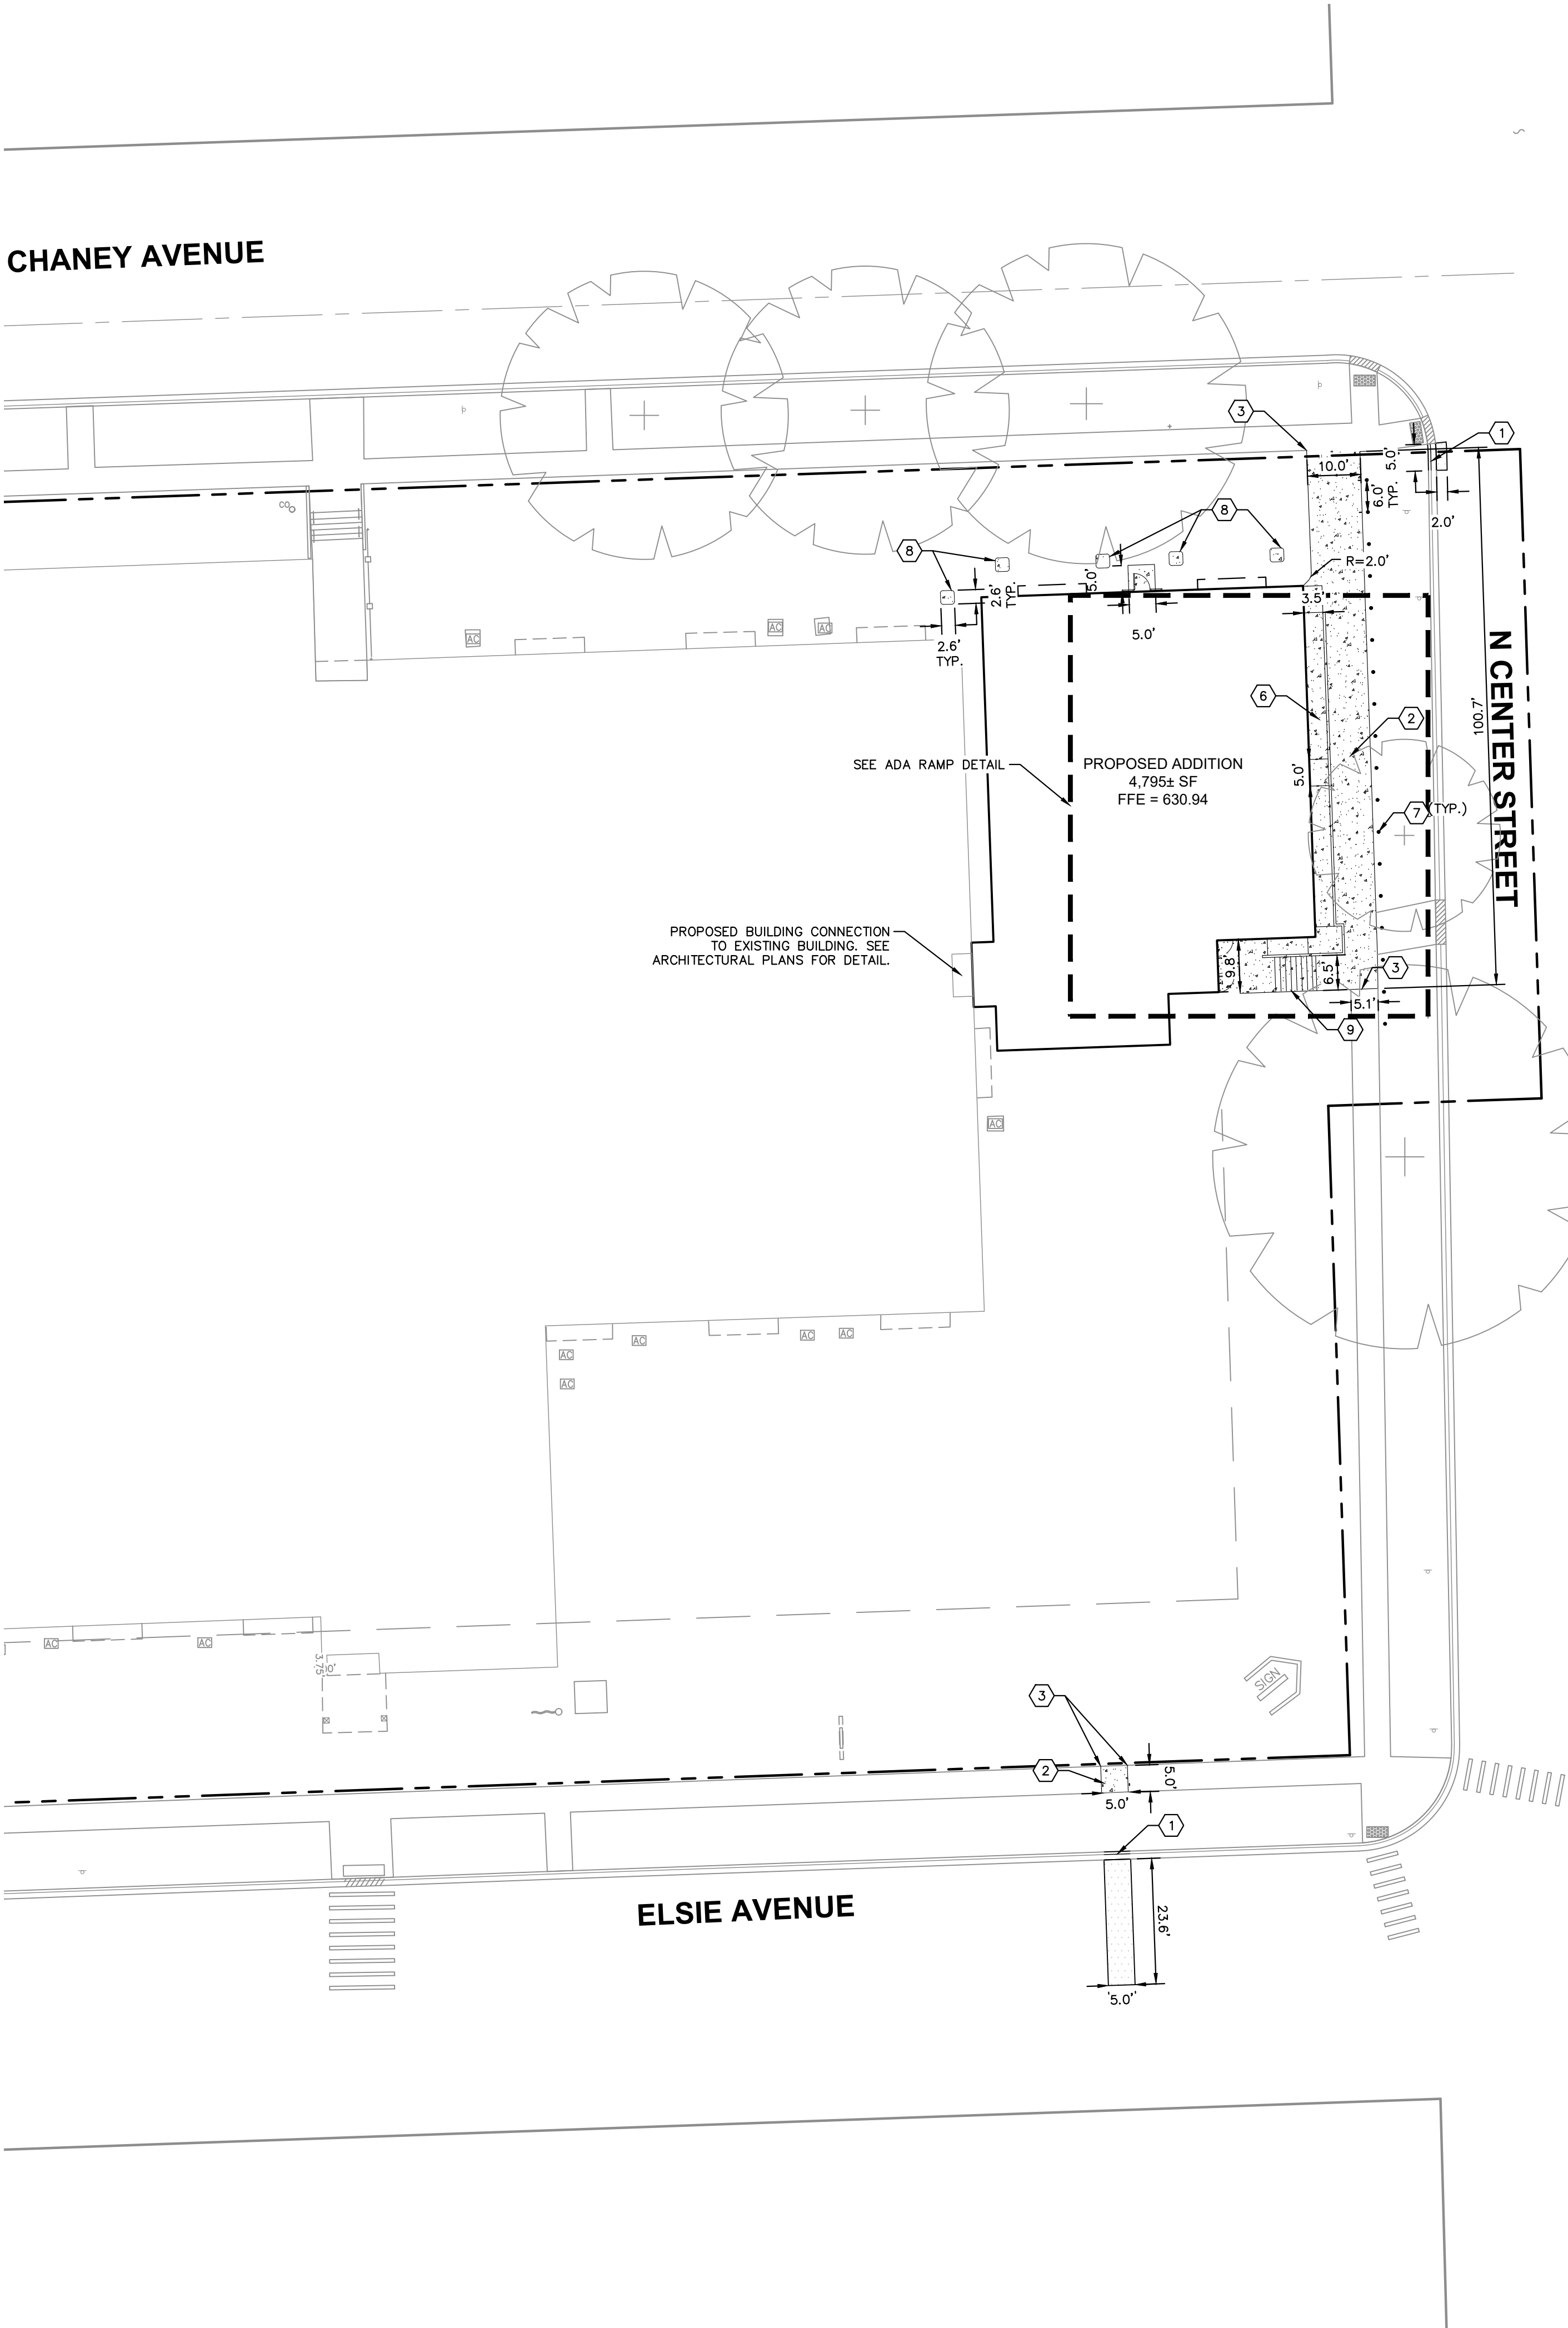 CHANEY AVENUE
3
1
10.0'
5.0'
6.0'
TYP.
2.0'
CO
8
8
R=2.0'
5.0'
2.6'
TYP.
3.5'
5.0'
2.6'
TYP.
AC
AC
AC
N CENTER STREET
100.7'
6
2
SEE ADA RAMP DETAIL
PROPOSED ADDITION
4,795± SF
FFE = 630.94
5.0'
7
(TYP.)
PROPOSED BUILDING CONNECTION
TO EXISTING BUILDING. SEE
ARCHITECTURAL PLANS FOR DETAIL.
9.8'
6.5'
3
5.1'
9
AC
AC
AC
AC
AC
AC
AC
AC
3.75'
SIGN
3
2
5.0'
5.0'
1
ELSIE AVENUE
23.6'
5.0'